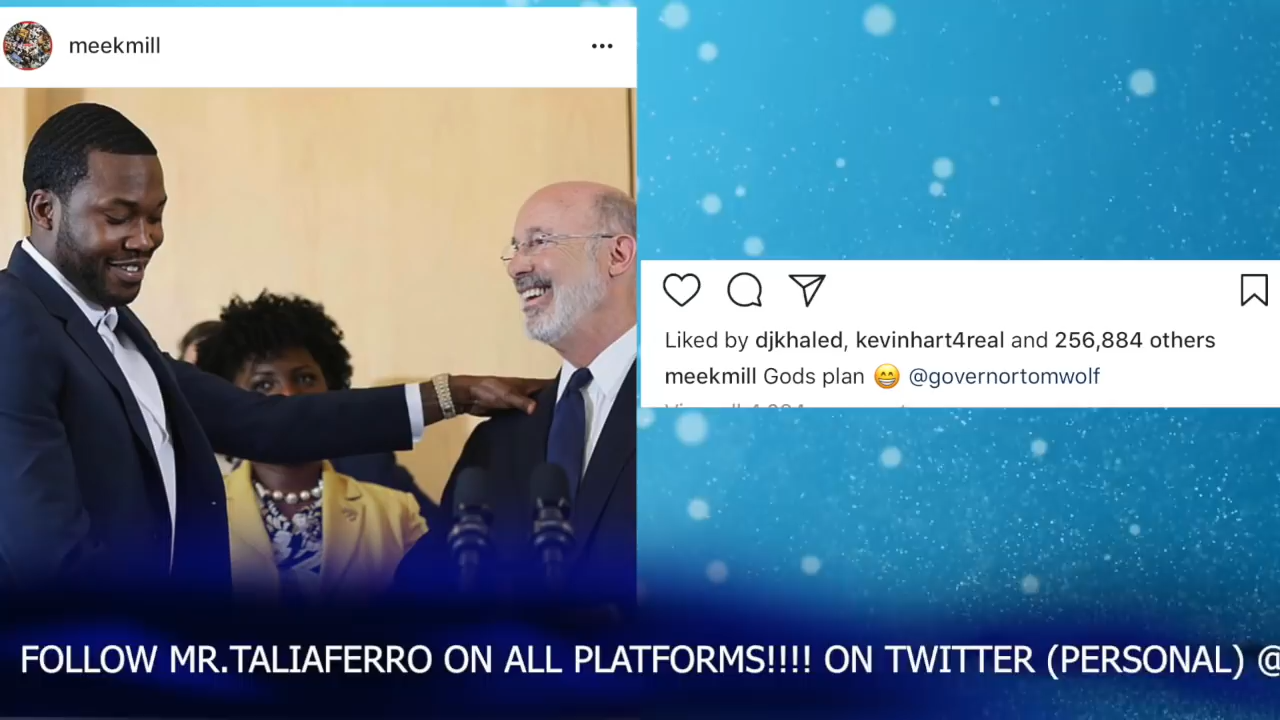 meekmill
Liked by djkhaled, kevinhart4real and 256,884 others
meekmill Gods plan 😁 @governortomwolf
FOLLOW MR.TALIAFERRO ON ALL PLATFORMS!!!! ON TWITTER (PERSONAL) @